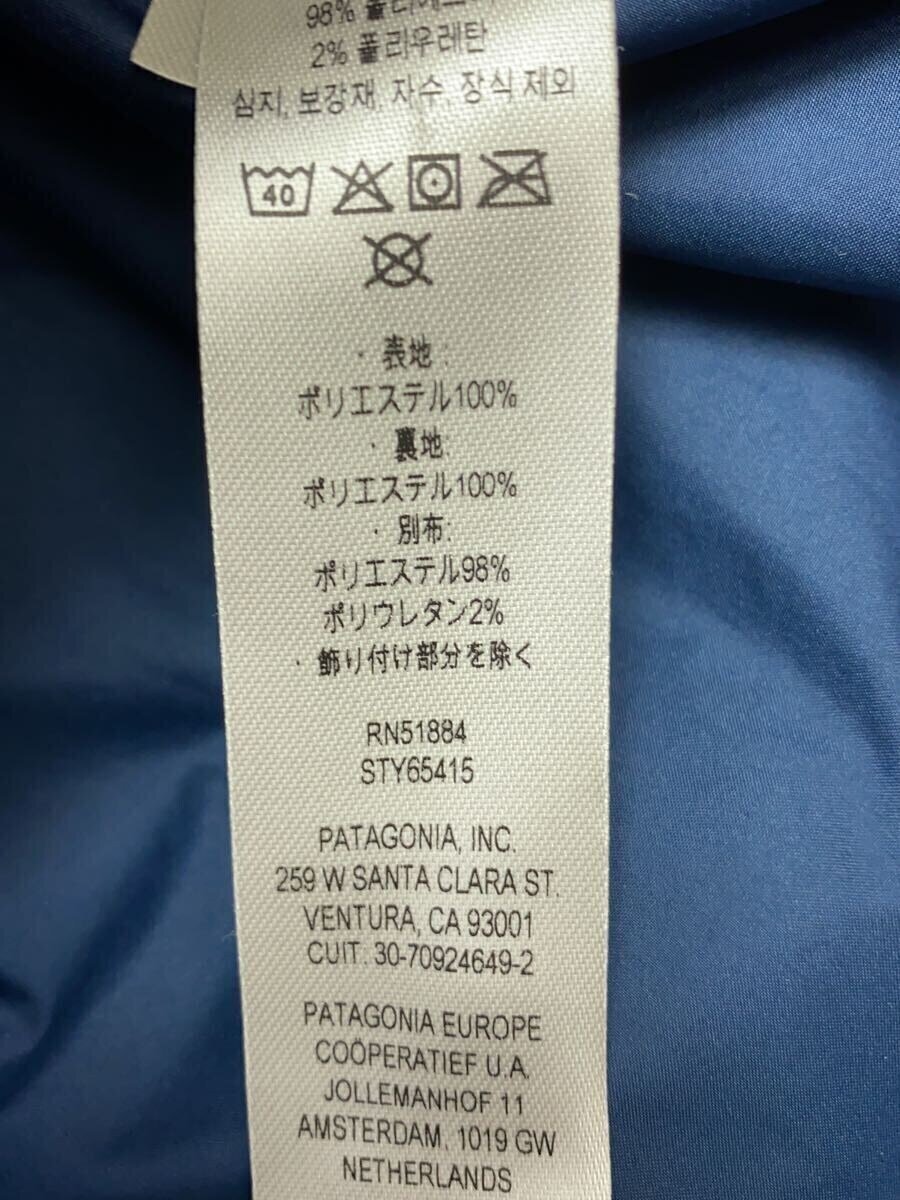 98%
2% 폴리우레탄
심지, 보강재, 자수, 장식 제외
40
· 表地:
ポリエステル100%
· 裏地:
ポリエステル100%
· 別布:
ポリエステル98%
ポリウレタン2%
· 飾り付け部分を除く
RN51884
STY65415
PATAGONIA, INC.
259 W SANTA CLARA ST.
VENTURA, CA 93001
CUIT. 30-70924649-2
PATAGONIA EUROPE
COÖPERATIEF U.A.
JOLLEMANHOF 11
AMSTERDAM, 1019 GW
NETHERLANDS